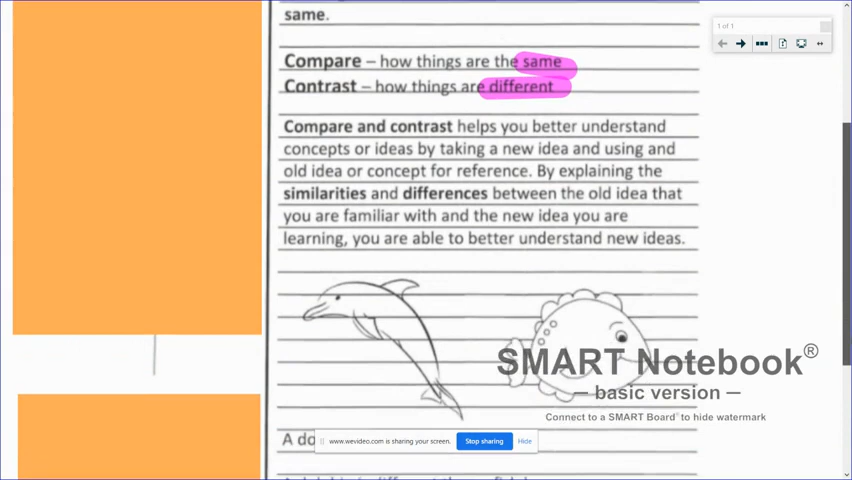 same.
1 of 1
Compare – how things are the same
Contrast – how things are different
Compare and contrast helps you better understand
concepts or ideas by taking a new idea and using and
old idea or concept for reference. By explaining the
similarities and differences between the old idea that
you are familiar with and the new idea you are
learning, you are able to better understand new ideas.
SMART Notebook®
— basic version —
Connect to a SMART Board® to hide watermark
A do
www.wevideo.com is sharing your screen. Stop sharing Hide